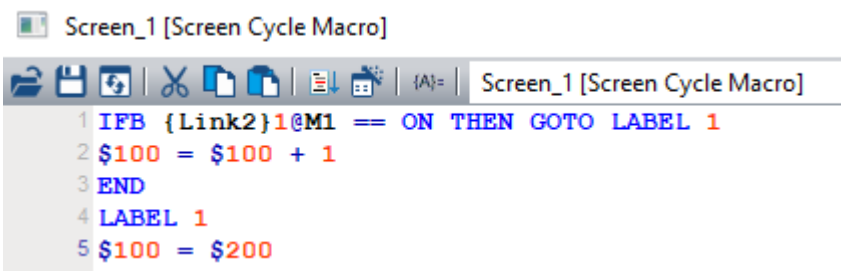 Screen_1 [Screen Cycle Macro]
{A}= Screen_1 [Screen Cycle Macro]
1 IFB {Link2}1@M1 == ON THEN GOTO LABEL 1
2 $100 = $100 + 1
3 END
4 LABEL 1
5 $100 = $200